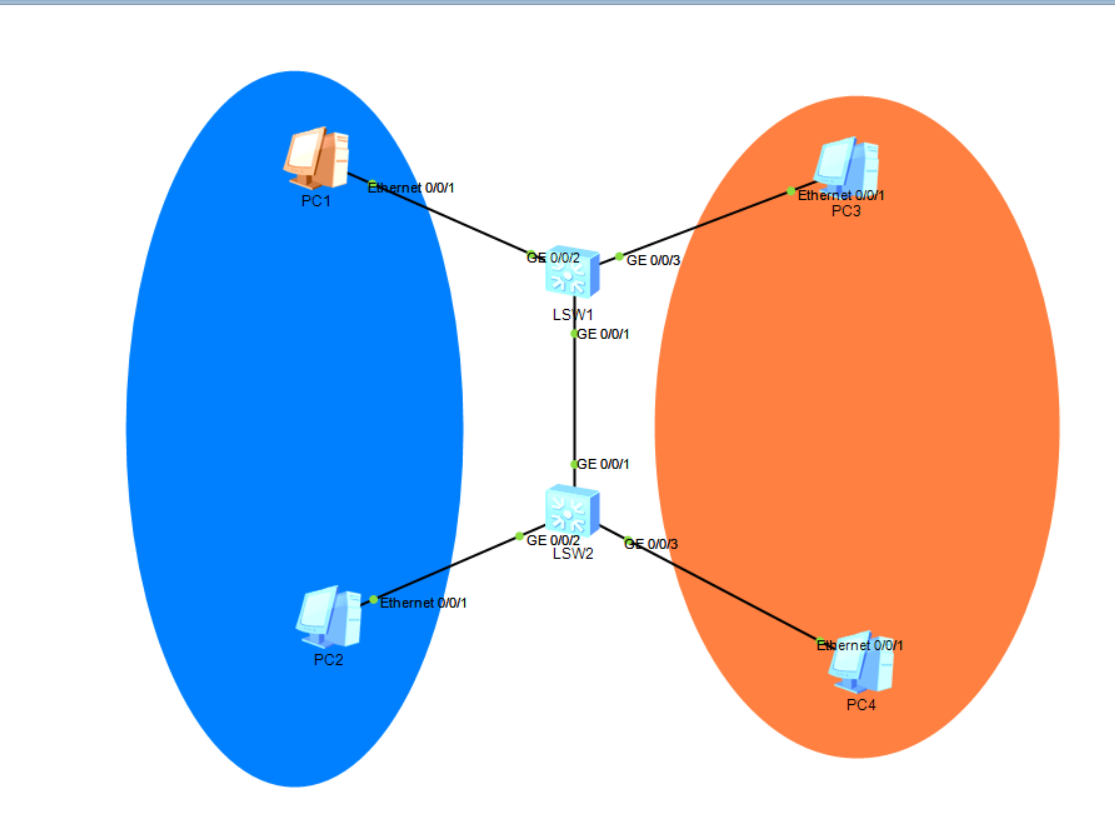 Ethernet 0/0/1
PC1
Ethernet 0/0/1
PC3
GE 0/0/2
GE 0/0/3
LSW1
GE 0/0/1
GE 0/0/1
GE 0/0/2
GE 0/0/3
LSW2
Ethernet 0/0/1
PC2
Ethernet 0/0/1
PC4